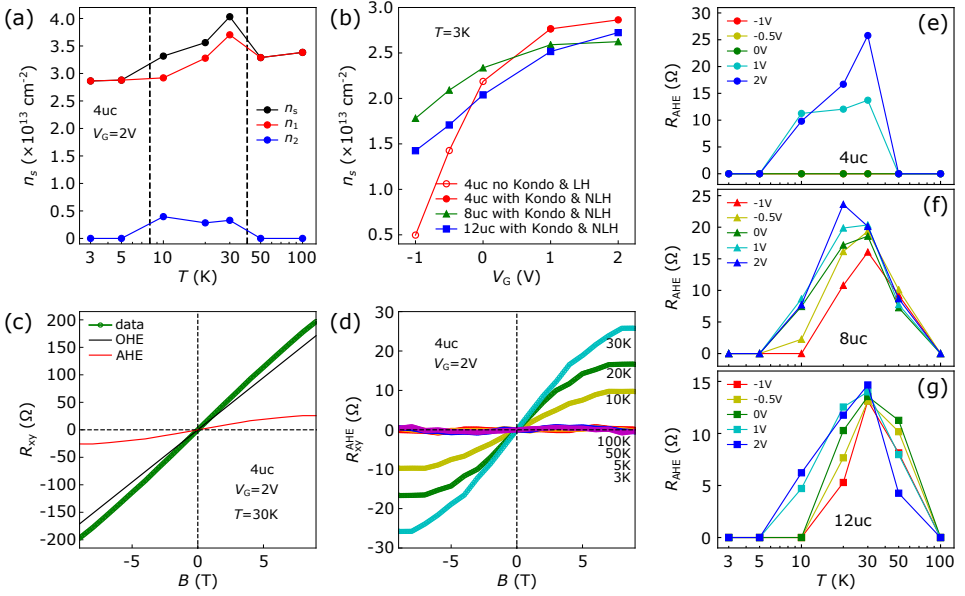 (a)
n_s (×10^13 cm^-2)
4.0
3.5
3.0
2.5
0.5
0
4uc
V_G=2V
n_s
n_1
n_2
3 5 10 30 50 100
T (K)
(b)
n_s (×10^13 cm^-2)
3.0
2.5
2.0
1.5
1.0
0.5
T=3K
4uc no Kondo & LH
4uc with Kondo & NLH
8uc with Kondo & NLH
12uc with Kondo & NLH
-1 0 1 2
V_G (V)
(c)
R_xy (Ω)
200
150
100
50
0
-50
-100
-150
-200
data
OHE
AHE
4uc
V_G=2V
T=30K
-5 0 5
B (T)
(d)
R_xy^AHE (Ω)
30
20
10
0
-10
-20
-30
4uc
V_G=2V
30K
20K
10K
100K
50K
5K
3K
-5 0 5
B (T)
(e)
R_AHE (Ω)
30
25
20
15
10
5
0
-1V
-0.5V
0V
1V
2V
4uc
(f)
R_AHE (Ω)
25
20
15
10
5
0
-1V
-0.5V
0V
1V
2V
8uc
(g)
R_AHE (Ω)
15
10
5
0
-1V
-0.5V
0V
1V
2V
12uc
3 5 10 30 50 100
T (K)